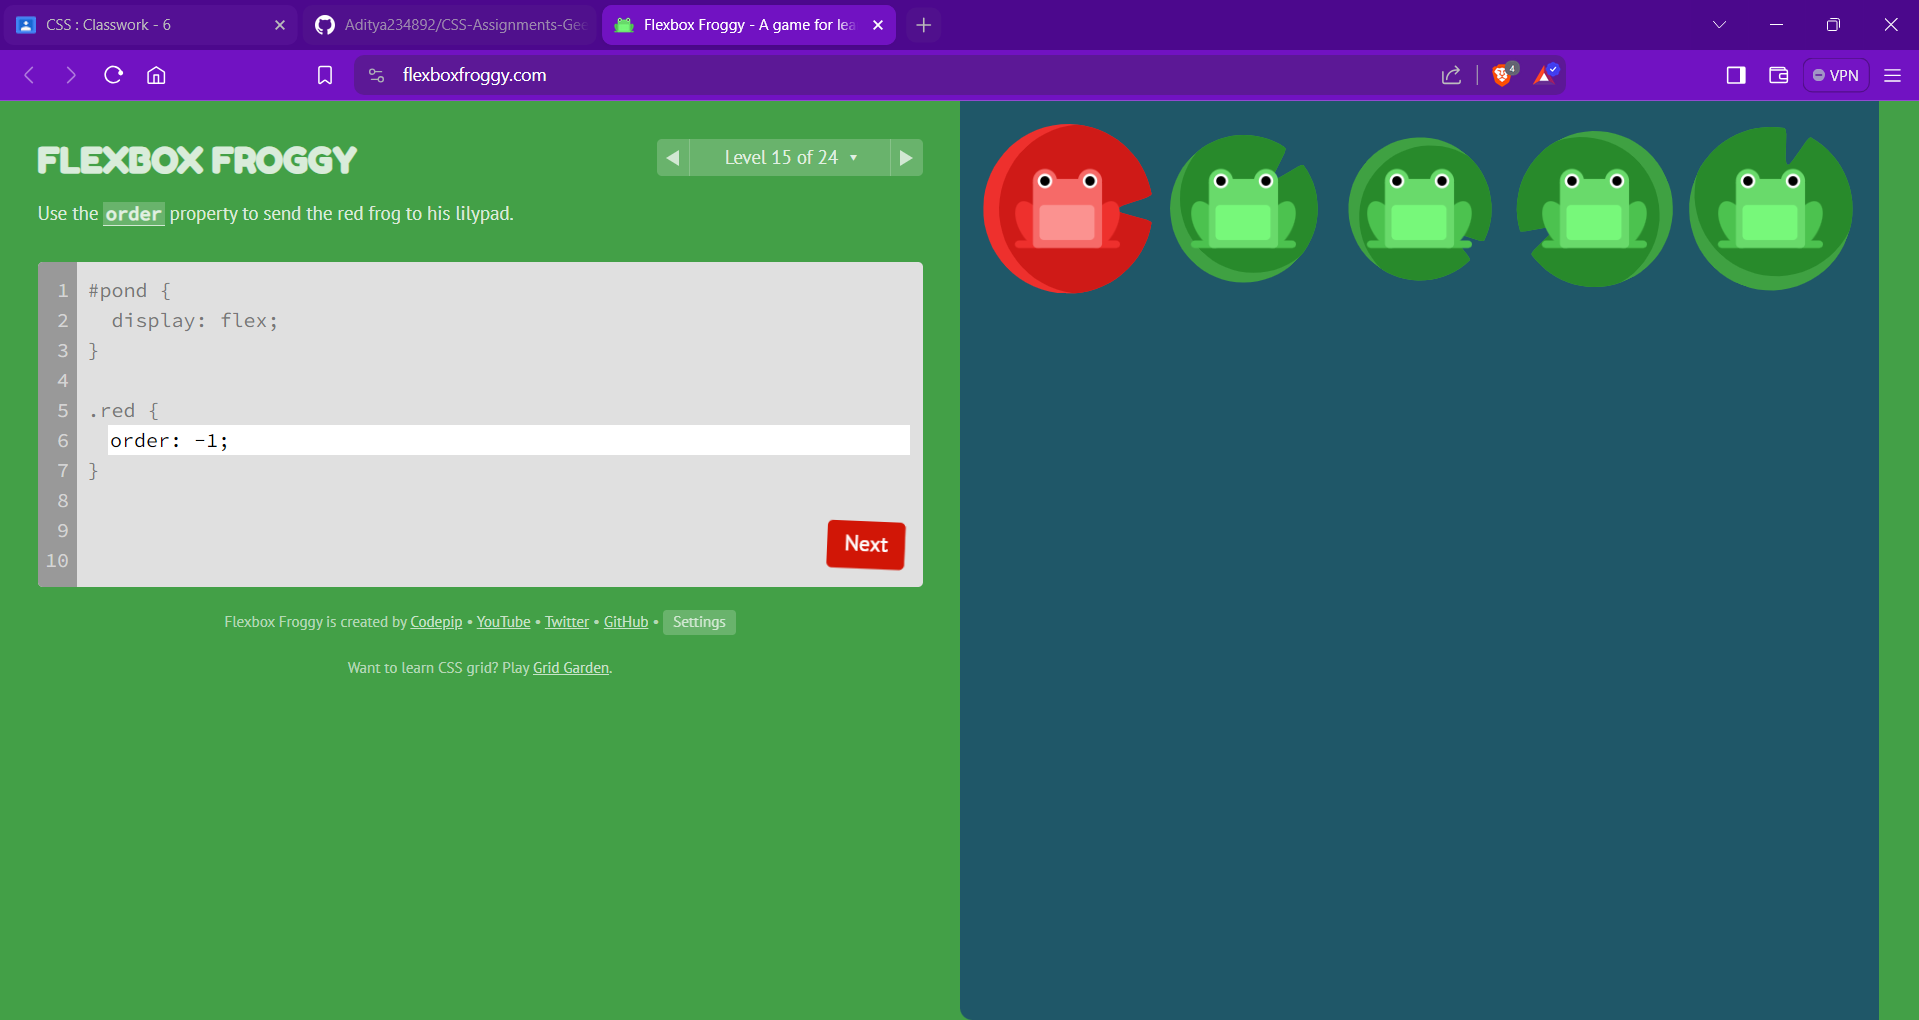 CSS : Classwork - 6
Aditya234892/CSS-Assignments-Gee
Flexbox Froggy - A game for lea
flexboxfroggy.com
4
VPN
FLEXBOX FROGGY
Level 15 of 24 ▾
Use the order property to send the red frog to his lilypad.
1 #pond {
2 display: flex;
3 }
4
5 .red {
6 order: -1;
7 }
8
9
10
Next
Flexbox Froggy is created by Codepip • YouTube • Twitter • GitHub • Settings
Want to learn CSS grid? Play Grid Garden.